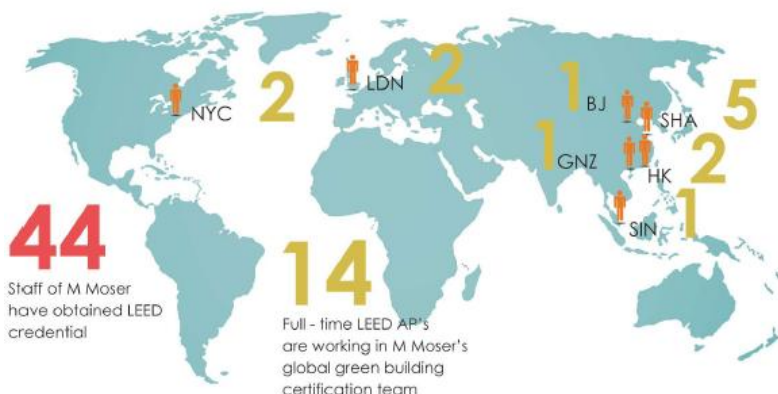 2
LDN
2
1
BJ
5
NYC
SHA
1
GNZ
2
HK
1
SIN
44
Staff of M Moser
have obtained LEED
credential
14
Full - time LEED AP's
are working in M Moser's
global green building
certification team